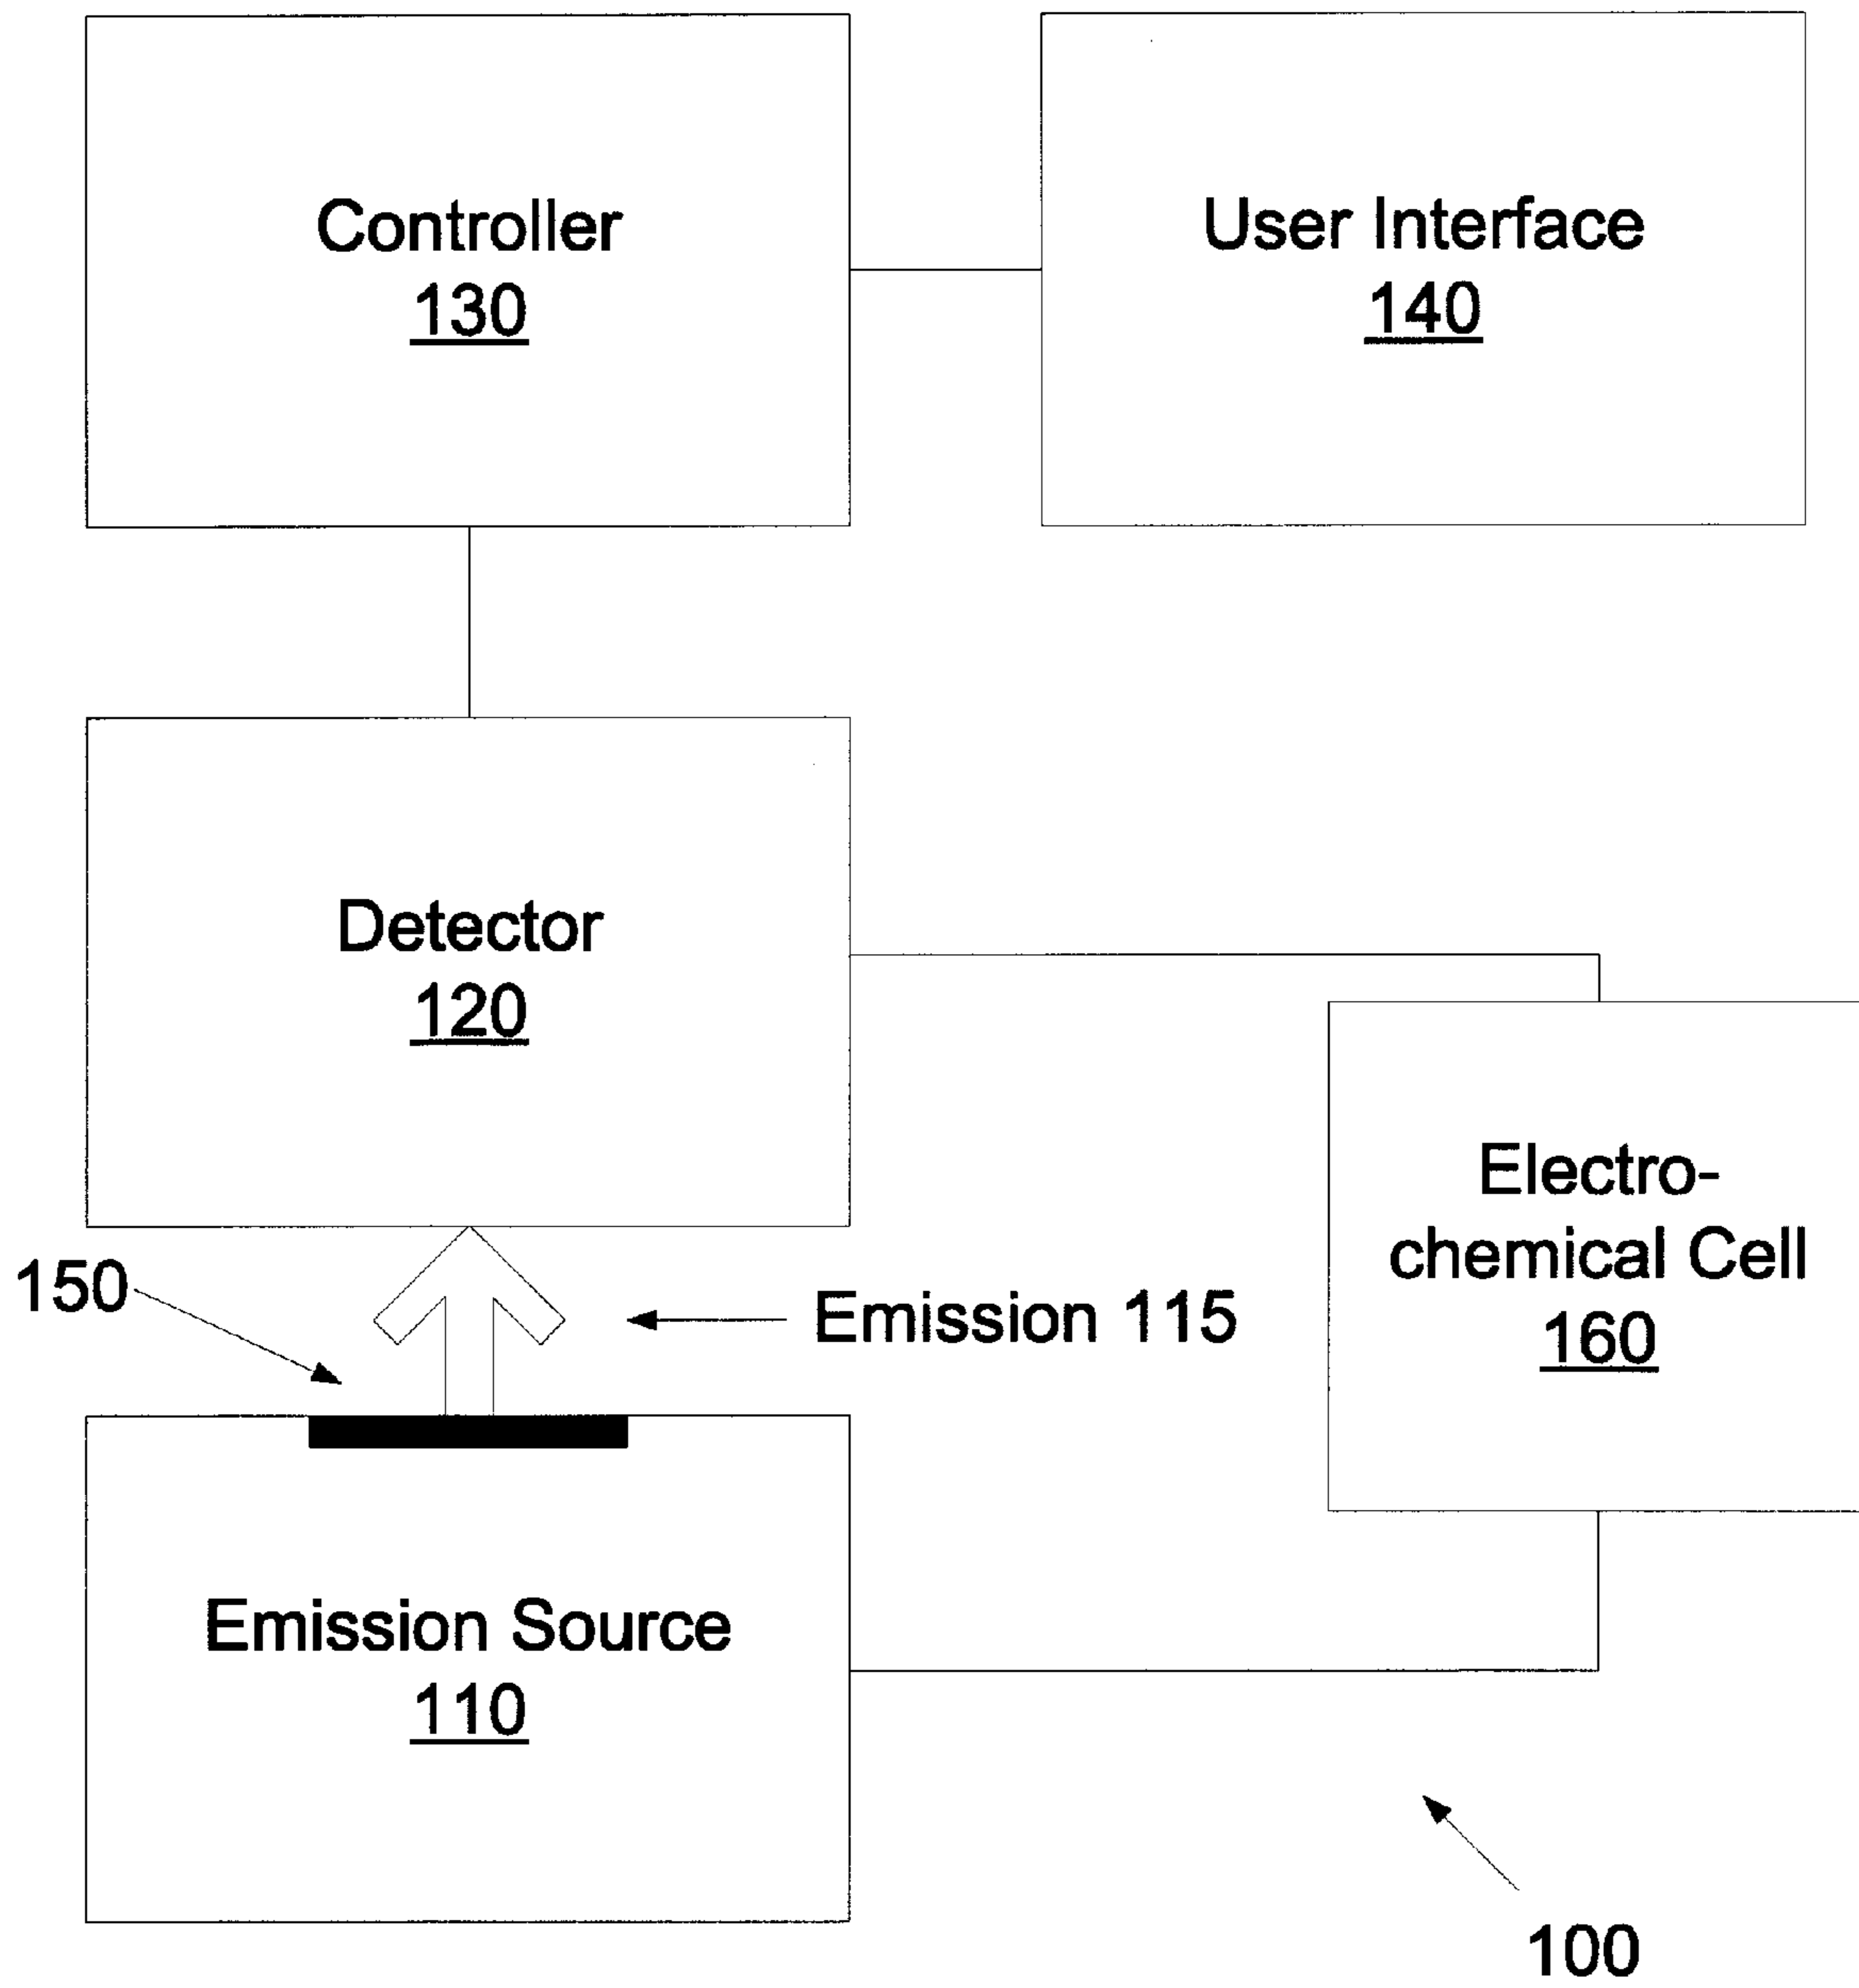 Controller
130
User Interface
140
Detector
120
150
Emission 115
Electro-
chemical Cell
160
Emission Source
110
100